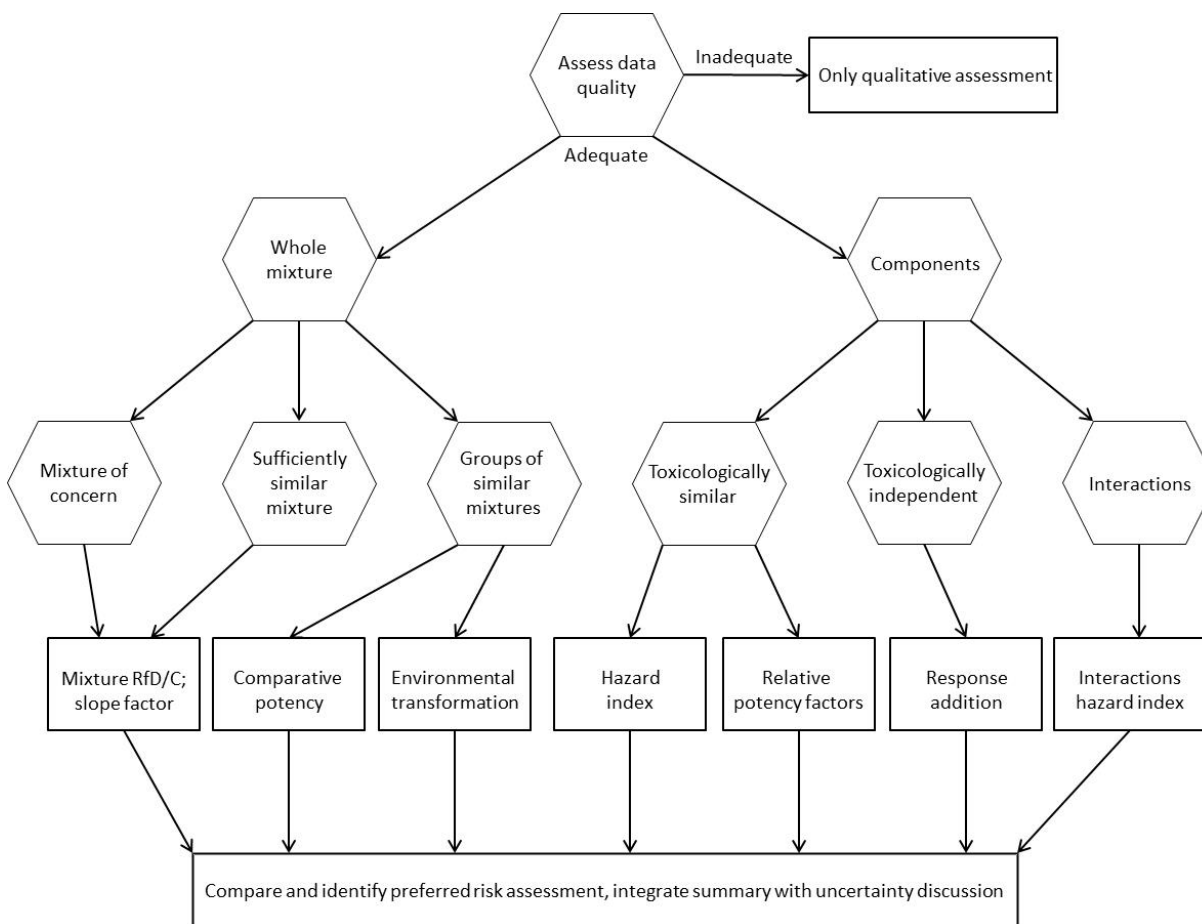 Assess data
quality
Inadequate
Only qualitative assessment
Adequate
Whole
mixture
Components
Mixture of
concern
Sufficiently
similar
mixture
Groups of
similar
mixtures
Toxicologically
similar
Toxicologically
independent
Interactions
Mixture RfD/C;
slope factor
Comparative
potency
Environmental
transformation
Hazard
index
Relative
potency factors
Response
addition
Interactions
hazard index
Compare and identify preferred risk assessment, integrate summary with uncertainty discussion